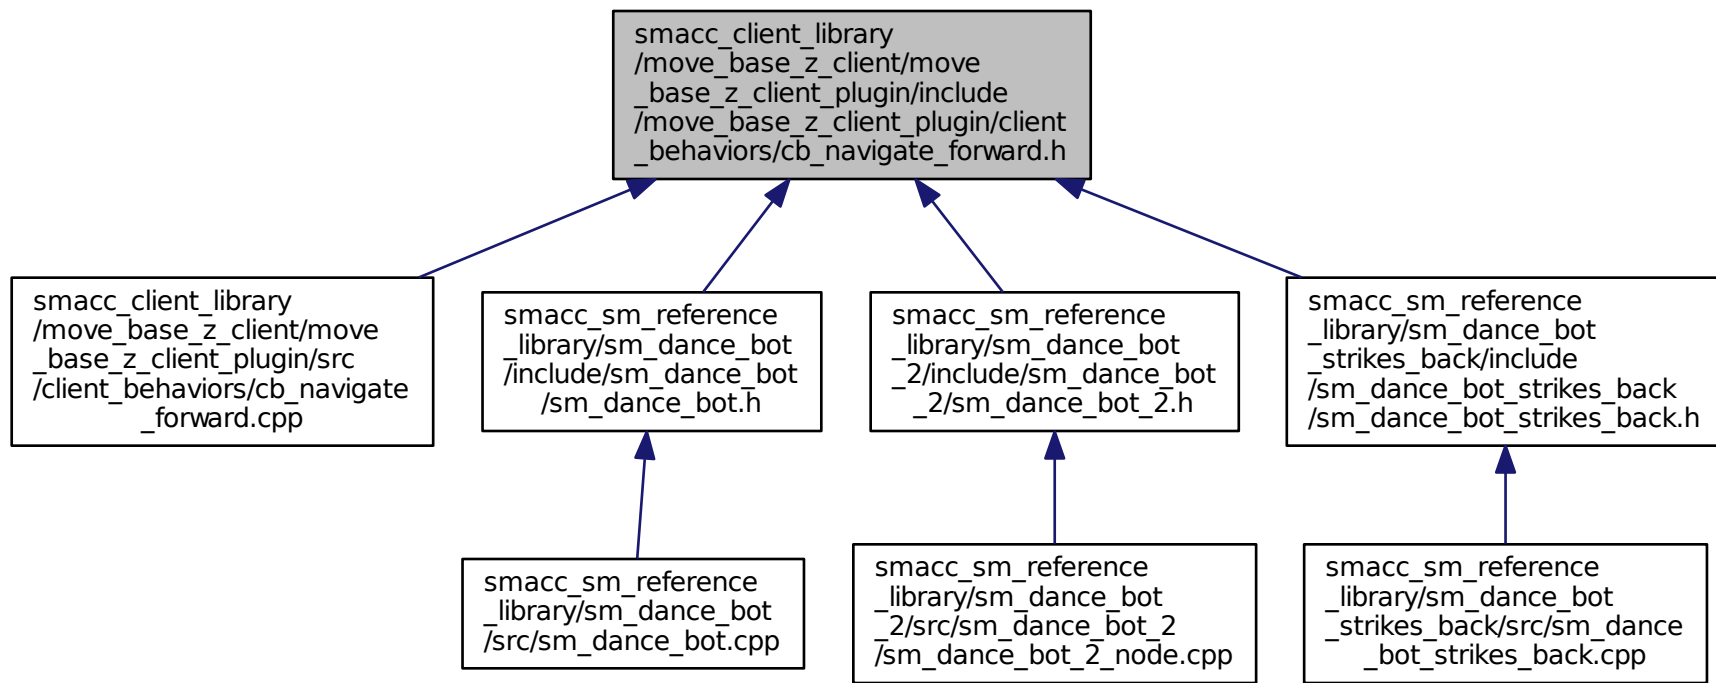 smacc_client_library
/move_base_z_client/move
_base_z_client_plugin/include
/move_base_z_client_plugin/client
_behaviors/cb_navigate_forward.h
smacc_client_library
/move_base_z_client/move
_base_z_client_plugin/src
/client_behaviors/cb_navigate
_forward.cpp
smacc_sm_reference
_library/sm_dance_bot
/include/sm_dance_bot
/sm_dance_bot.h
smacc_sm_reference
_library/sm_dance_bot
_2/include/sm_dance_bot
_2/sm_dance_bot_2.h
smacc_sm_reference
_library/sm_dance_bot
_strikes_back/include
/sm_dance_bot_strikes_back
/sm_dance_bot_strikes_back.h
smacc_sm_reference
_library/sm_dance_bot
/src/sm_dance_bot.cpp
smacc_sm_reference
_library/sm_dance_bot
_2/src/sm_dance_bot_2
/sm_dance_bot_2_node.cpp
smacc_sm_reference
_library/sm_dance_bot
_strikes_back/src/sm_dance
_bot_strikes_back.cpp